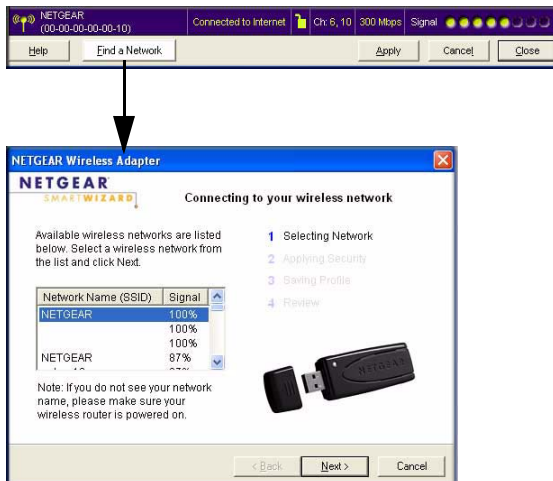 NETGEAR
(00-00-00-00-00-10)
Connected to Internet
Ch: 6, 10
300 Mbps
Signal
Help
Find a Network
Apply
Cancel
Close
NETGEAR Wireless Adapter
NETGEAR
SMARTWIZARD
Connecting to your wireless network
Available wireless networks are listed
below. Select a wireless network from
the list and click Next.
1 Selecting Network
2 Applying Security
3 Saving Profile
4 Review
Network Name (SSID) Signal
NETGEAR 100%
100%
100%
NETGEAR 87%
NETGEAR
Note: If you do not see your network
name, please make sure your
wireless router is powered on.
< Back
Next >
Cancel